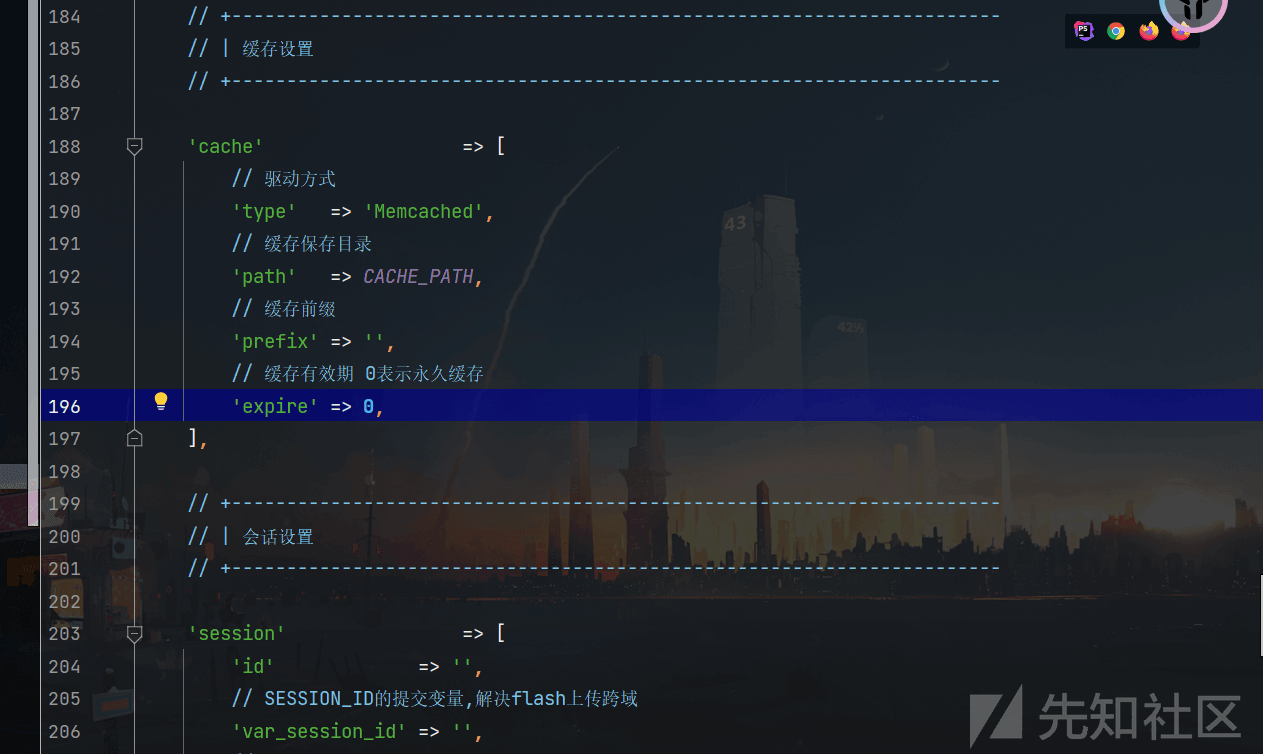 184 // +----------------------------------------------------------------------
185 // | 缓存设置
186 // +----------------------------------------------------------------------
187
188 'cache' => [
189 // 驱动方式
190 'type' => 'Memcached',
191 // 缓存保存目录
192 'path' => CACHE_PATH,
193 // 缓存前缀
194 'prefix' => '',
195 // 缓存有效期 0表示永久缓存
196 'expire' => 0,
197 ],
198
199 // +----------------------------------------------------------------------
200 // | 会话设置
201 // +----------------------------------------------------------------------
202
203 'session' => [
204 'id' => '',
205 // SESSION_ID的提交变量,解决flash上传跨域
206 'var_session_id' => '',
PS
43
42½
先知社区